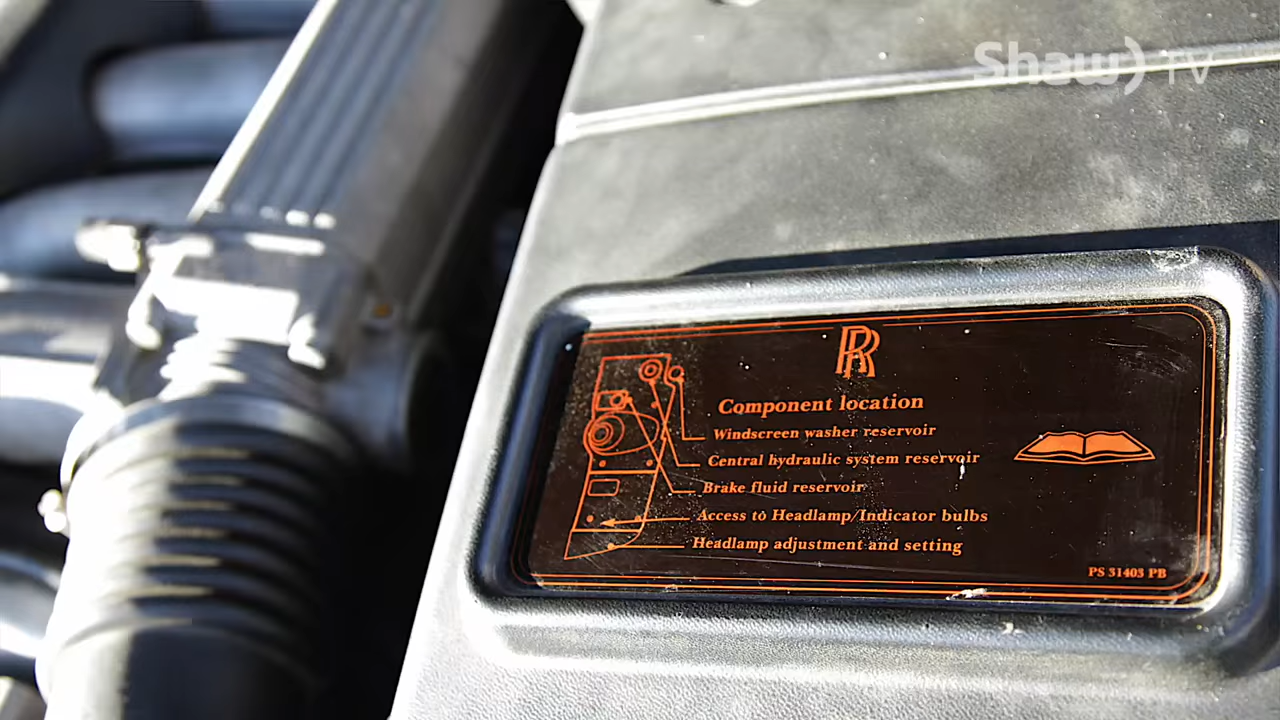 Shaw) TV
RR
Component location
Windscreen washer reservoir
Central hydraulic system reservoir
Brake fluid reservoir
Access to Headlamp/Indicator bulbs
Headlamp adjustment and setting
PS 31403 PB